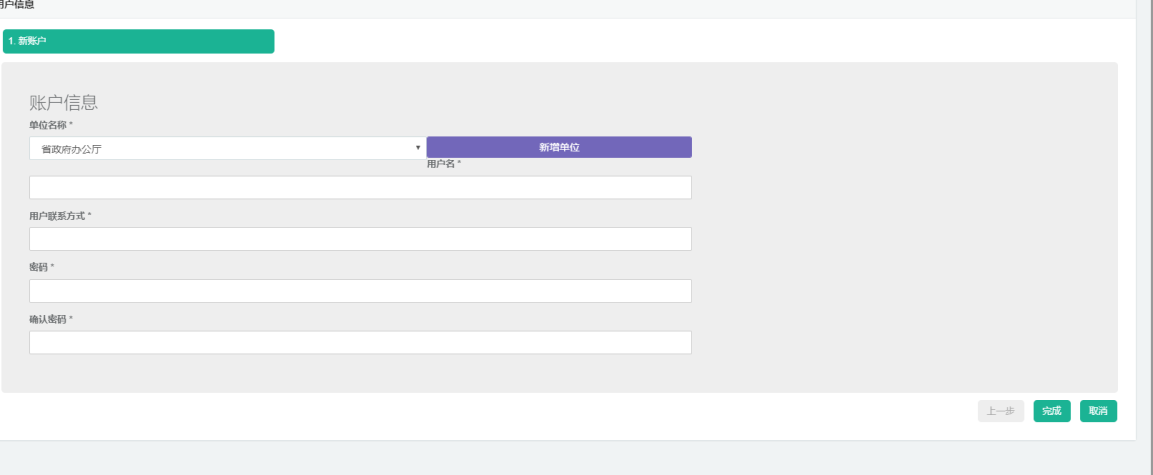 用户信息
1. 新账户
账户信息
单位名称 *
省政府办公厅
新增单位
用户名 *
用户联系方式 *
密码 *
确认密码 *
上一步 完成 取消